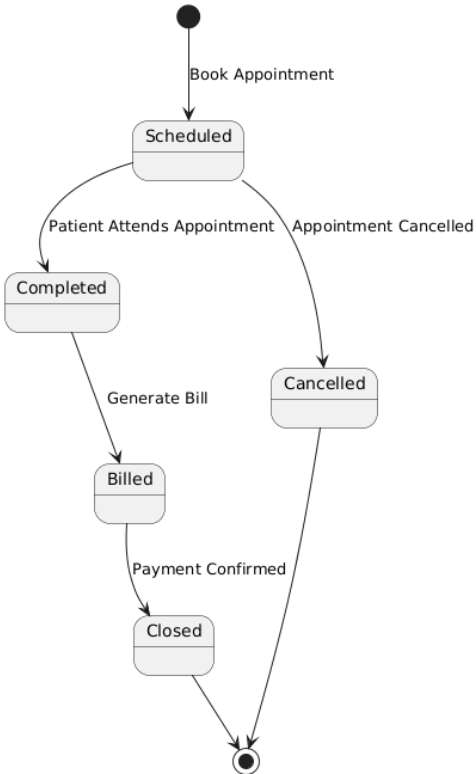 Book Appointment
Scheduled
Patient Attends Appointment
Appointment Cancelled
Completed
Cancelled
Generate Bill
Billed
Payment Confirmed
Closed